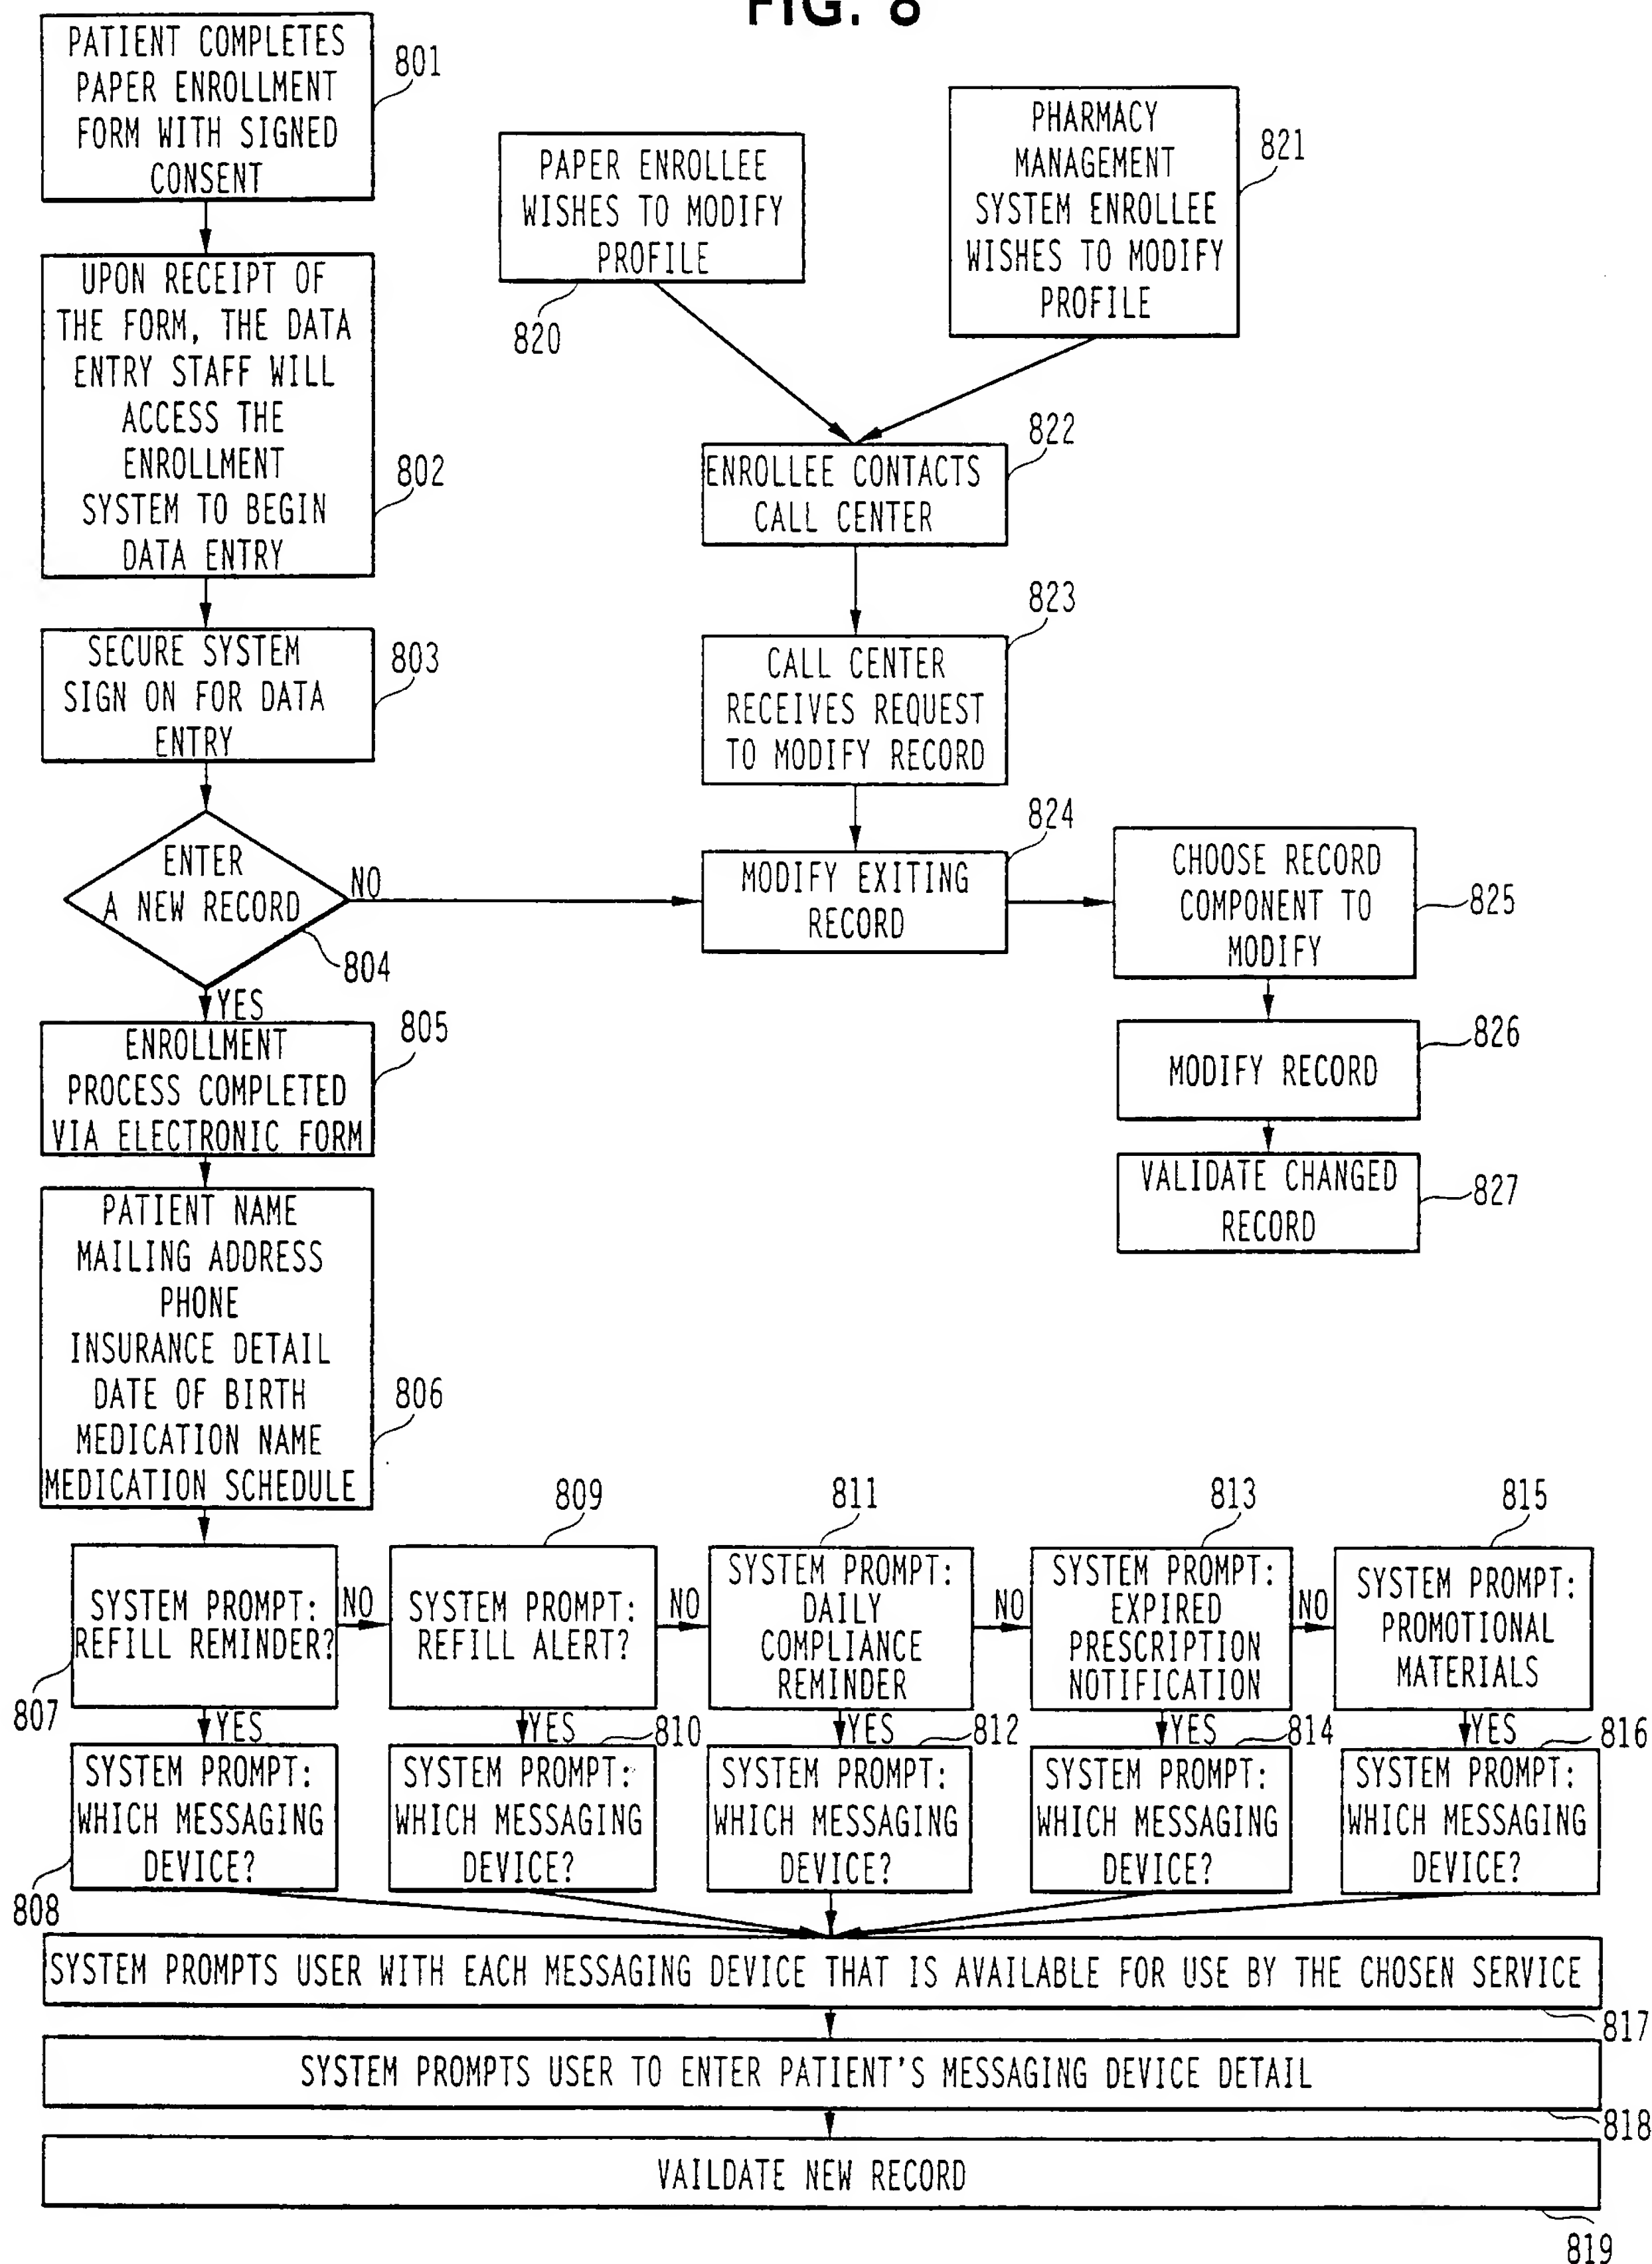 FIG. 8
PATIENT COMPLETES
PAPER ENROLLMENT
FORM WITH SIGNED
CONSENT
801
UPON RECEIPT OF
THE FORM, THE DATA
ENTRY STAFF WILL
ACCESS THE
ENROLLMENT
SYSTEM TO BEGIN
DATA ENTRY
802
SECURE SYSTEM
SIGN ON FOR DATA
ENTRY
803
ENTER
A NEW RECORD
804
NO
YES
PAPER ENROLLEE
WISHES TO MODIFY
PROFILE
820
PHARMACY
MANAGEMENT
SYSTEM ENROLLEE
WISHES TO MODIFY
PROFILE
821
ENROLLEE CONTACTS
CALL CENTER
822
CALL CENTER
RECEIVES REQUEST
TO MODIFY RECORD
823
MODIFY EXITING
RECORD
824
CHOOSE RECORD
COMPONENT TO
MODIFY
825
MODIFY RECORD
826
VALIDATE CHANGED
RECORD
827
ENROLLMENT
PROCESS COMPLETED
VIA ELECTRONIC FORM
805
PATIENT NAME
MAILING ADDRESS
PHONE
INSURANCE DETAIL
DATE OF BIRTH
MEDICATION NAME
MEDICATION SCHEDULE
806
SYSTEM PROMPT:
REFILL REMINDER?
807
NO
YES
SYSTEM PROMPT:
REFILL ALERT?
809
NO
YES
SYSTEM PROMPT:
DAILY
COMPLIANCE
REMINDER
811
NO
YES
SYSTEM PROMPT:
EXPIRED
PRESCRIPTION
NOTIFICATION
813
NO
YES
SYSTEM PROMPT:
PROMOTIONAL
MATERIALS
815
YES
SYSTEM PROMPT:
WHICH MESSAGING
DEVICE?
808
SYSTEM PROMPT:
WHICH MESSAGING
DEVICE?
810
SYSTEM PROMPT:
WHICH MESSAGING
DEVICE?
812
SYSTEM PROMPT:
WHICH MESSAGING
DEVICE?
814
SYSTEM PROMPT:
WHICH MESSAGING
DEVICE?
816
SYSTEM PROMPTS USER WITH EACH MESSAGING DEVICE THAT IS AVAILABLE FOR USE BY THE CHOSEN SERVICE
817
SYSTEM PROMPTS USER TO ENTER PATIENT'S MESSAGING DEVICE DETAIL
818
VAILDATE NEW RECORD
819